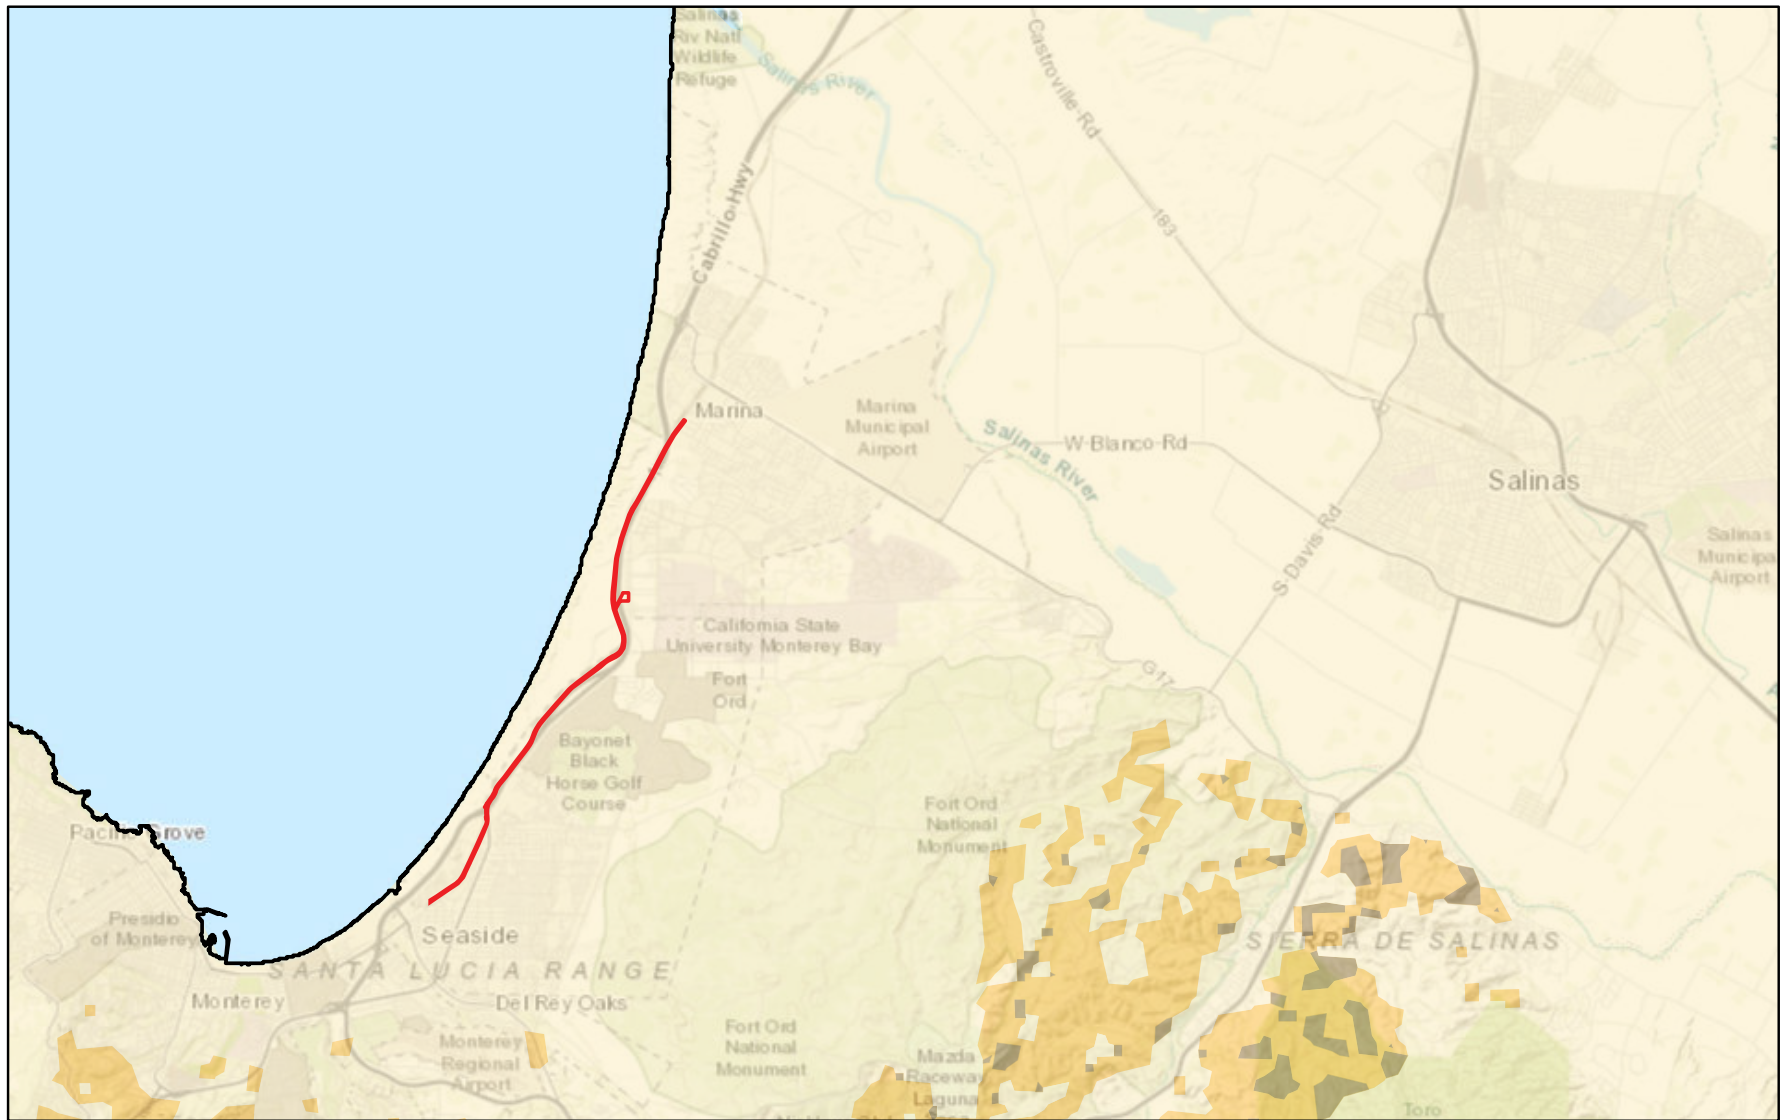 Salinas
Riv Natl
Wildlife
Refuge
Salinas River
Castroville Rd
Cabrillo Hwy
183
Marina
Marina
Municipal
Airport
Salinas River
W Blanco Rd
Salinas
S Davis Rd
Salinas
Municipa
Airport
California State
University Monterey Bay
G17
Fort
Ord
Bayonet
Black
Horse Golf
Course
Fort Ord
National
Monument
Pacific Grove
Presidio
of Monterey
Seaside
SIERRA DE SALINAS
SANTA LUCIA RANGE
Monterey
Del Rey Oaks
Monterey
Regional
Airport
Fort Ord
National
Monument
Mazda
Raceway
Laguna
Toro